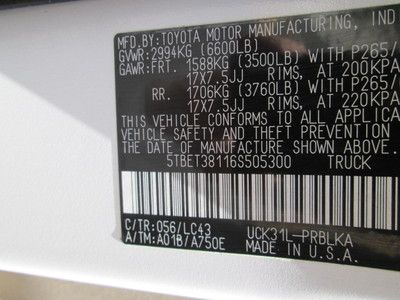 MFD.BY:TOYOTA MOTOR MANUFACTURING, IND
GVWR:2994KG (6600LB)
GAWR:FRT. 1588KG (3500LB) WITH P265/
17X7.5JJ RIMS, AT 200KPA
RR. 1706KG (3760LB) WITH P265/
17X7.5JJ RIMS, AT 220KPA
THIS VEHICLE CONFORMS TO ALL APPLICA
VEHICLE SAFETY AND THEFT PREVENTION
THE DATE OF MANUFACTURE SHOWN ABOVE.
5TBET38116S505300 TRUCK
C/TR:056/LC43 UCK31L-PRBLKA
A/TM:A01B/A750E MADE IN U.S.A.